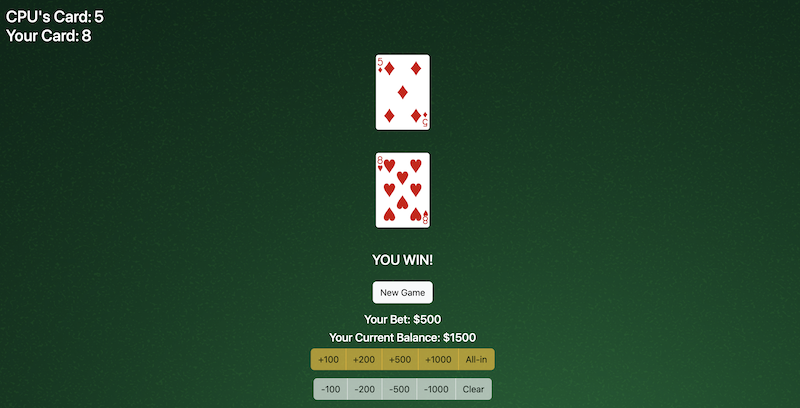 CPU's Card: 5
Your Card: 8
5
5
8
8
YOU WIN!
New Game
Your Bet: $500
Your Current Balance: $1500
+100 +200 +500 +1000 All-in
-100 -200 -500 -1000 Clear